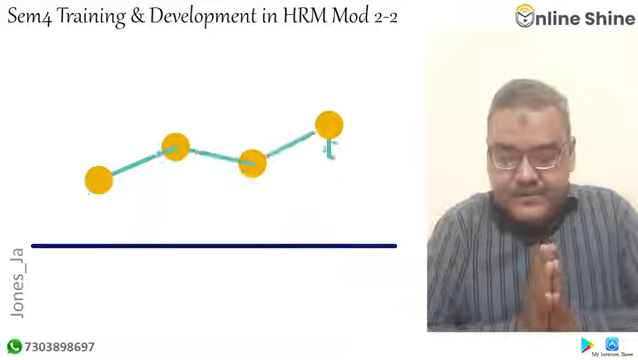 Sem4 Training & Development in HRM Mod 2-2
Online Shine
Jones_Ja
7303898697